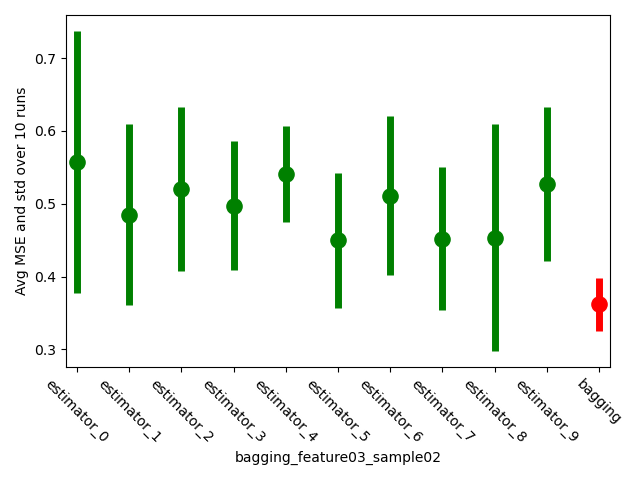 Avg MSE and std over 10 runs
0.7
0.6
0.5
0.4
0.3
estimator_0
estimator_1
estimator_2
estimator_3
estimator_4
estimator_5
estimator_6
estimator_7
estimator_8
estimator_9
bagging
bagging_feature03_sample02